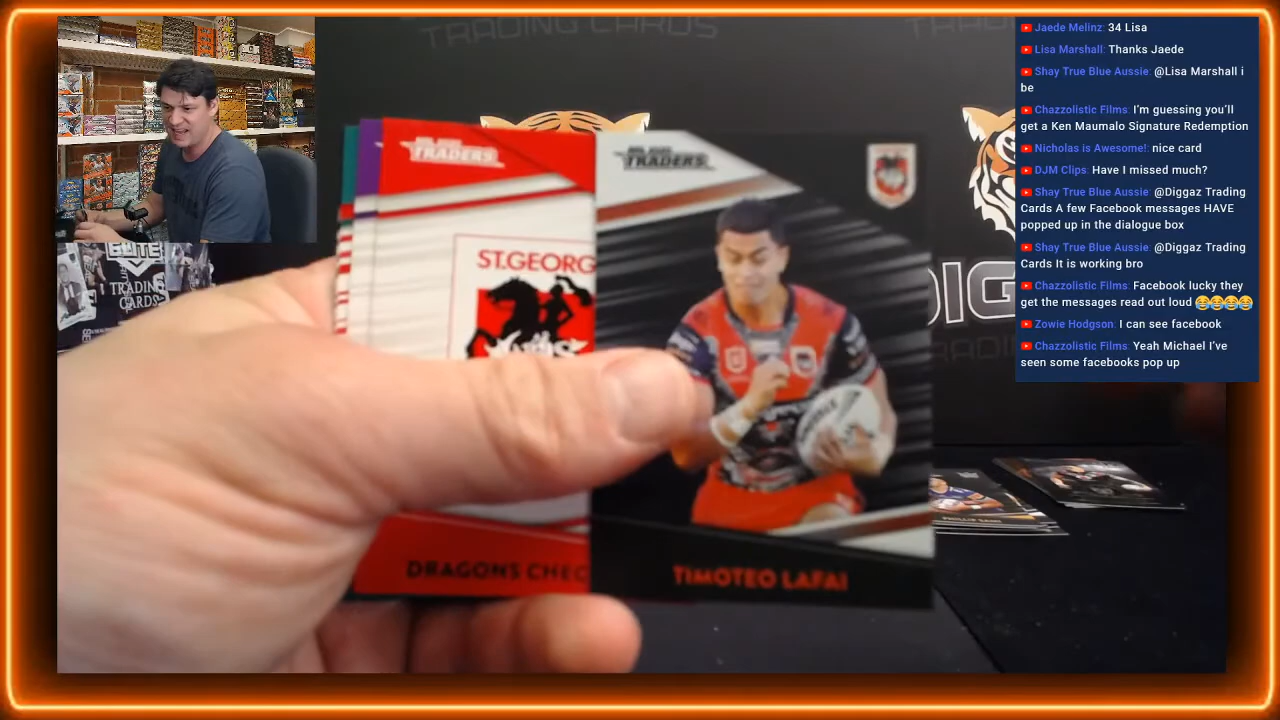 TRADING CARDS
Jaede Melinz: 34 Lisa
Lisa Marshall: Thanks Jaede
Shay True Blue Aussie: @Lisa Marshall i
be
Chazzolistic Films: I'm guessing you'll
get a Ken Maumalo Signature Redemption
Nicholas is Awesome!: nice card
DJM Clips: Have I missed much?
Shay True Blue Aussie: @Diggaz Trading
Cards A few Facebook messages HAVE
popped up in the dialogue box
Shay True Blue Aussie: @Diggaz Trading
Cards It is working bro
Chazzolistic Films: Facebook lucky they
get the messages read out loud 😂😂😂😂
Zowie Hodgson: I can see facebook
Chazzolistic Films: Yeah Michael I've
seen some facebooks pop up
TRADERS
TRADERS
ST.GEORG
DRAGONS CHEC
TIMOTEO LAFAI
ELITE
TRADING
CARDS
DIG
TRADIN